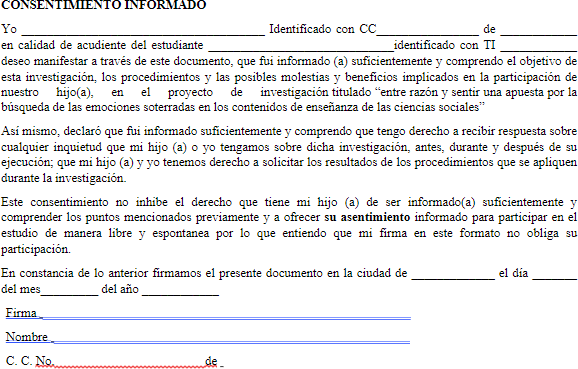 CONSENTIMIENTO INFORMADO
Yo ______________________________________ Identificado con CC________________ de ____________
en calidad de acudiente del estudiante _____________________________identificado con TI ____________
deseo manifestar a través de este documento, que fui informado (a) suficientemente y comprendo el objetivo de
esta investigación, los procedimientos y las posibles molestias y beneficios implicados en la participación de
nuestro hijo(a), en el proyecto de investigación titulado “entre razón y sentir una apuesta por la
búsqueda de las emociones soterradas en los contenidos de enseñanza de las ciencias sociales”
Así mismo, declaró que fui informado suficientemente y comprendo que tengo derecho a recibir respuesta sobre
cualquier inquietud que mi hijo (a) o yo tengamos sobre dicha investigación, antes, durante y después de su
ejecución; que mi hijo (a) y yo tenemos derecho a solicitar los resultados de los procedimientos que se apliquen
durante la investigación.
Este consentimiento no inhibe el derecho que tiene mi hijo (a) de ser informado(a) suficientemente y
comprender los puntos mencionados previamente y a ofrecer su asentimiento informado para participar en el
estudio de manera libre y espontanea por lo que entiendo que mi firma en este formato no obliga su
participación.
En constancia de lo anterior firmamos el presente documento en la ciudad de _____________ el día _______
del mes_________ del año ____________
Firma__________________________________________________________
Nombre________________________________________________________
C. C. No.________________________de _